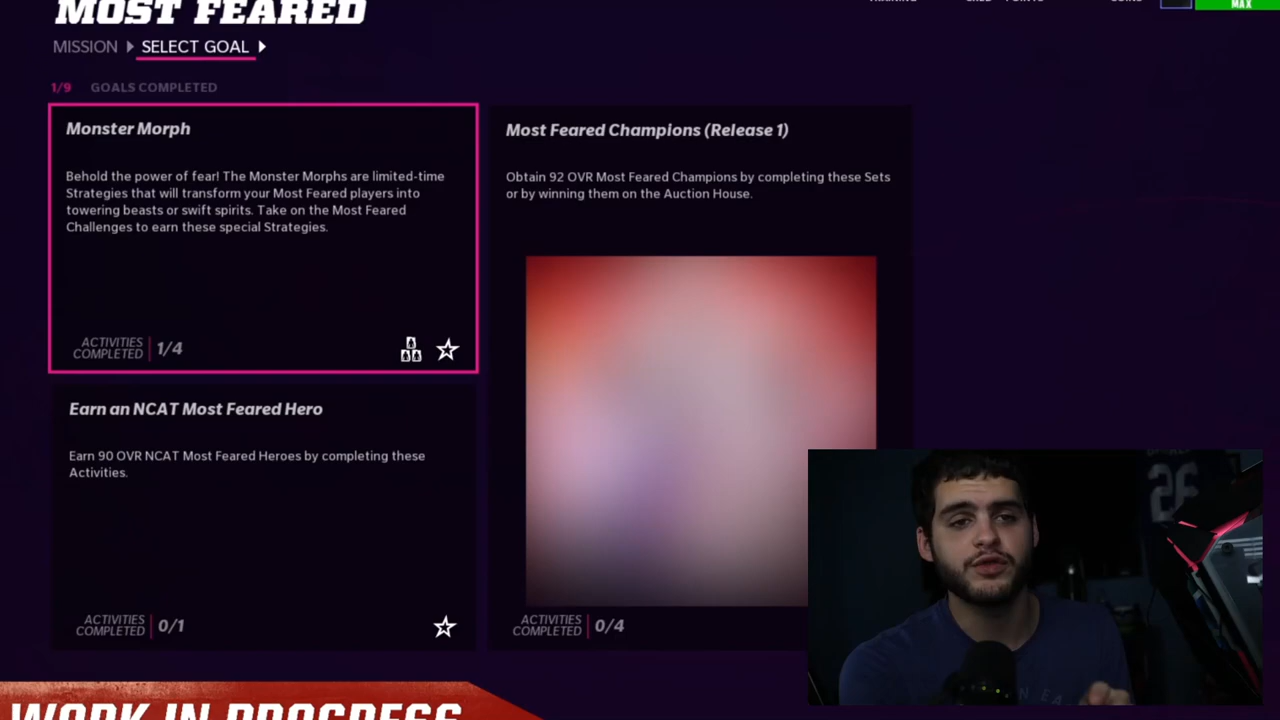 MOST FEARED
MISSION SELECT GOAL
1/9 GOALS COMPLETED
Monster Morph
Behold the power of fear! The Monster Morphs are limited-time
Strategies that will transform your Most Feared players into
towering beasts or swift spirits. Take on the Most Feared
Challenges to earn these special Strategies.
ACTIVITIES
COMPLETED 1/4
Most Feared Champions (Release 1)
Obtain 92 OVR Most Feared Champions by completing these Sets
or by winning them on the Auction House.
ACTIVITIES
COMPLETED 0/4
Earn an NCAT Most Feared Hero
Earn 90 OVR NCAT Most Feared Heroes by completing these
Activities.
ACTIVITIES
COMPLETED 0/1
MAX
26
WORK IN PROGRESS